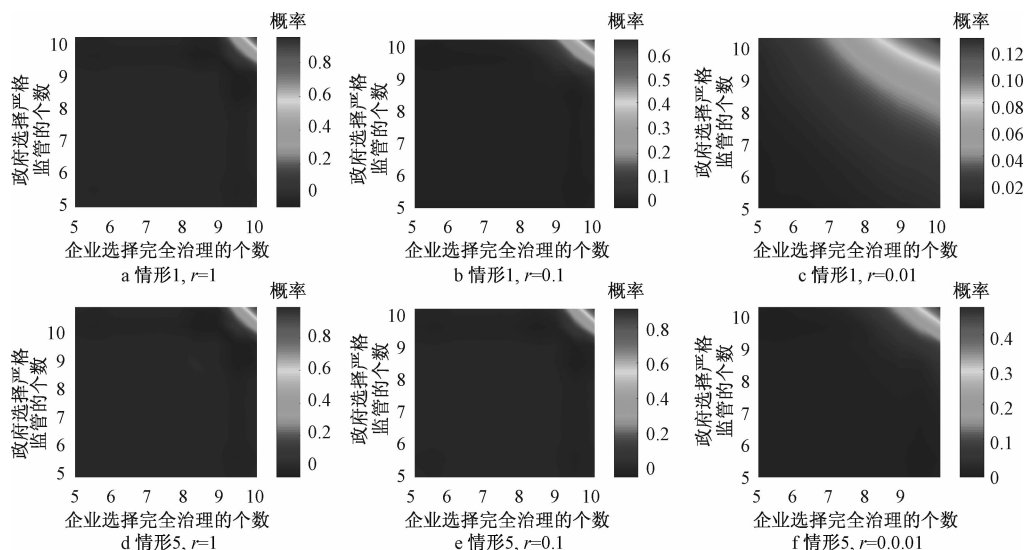 概率
10
9
8
7
6
5
政府选择严格
监管的个数
0.8
0.6
0.4
0.2
0
5 6 7 8 9 10
企业选择完全治理的个数
a 情形1, r=1
概率
10
9
8
7
6
5
政府选择严格
监管的个数
0.6
0.5
0.4
0.3
0.2
0.1
0
5 6 7 8 9 10
企业选择完全治理的个数
b 情形1, r=0.1
概率
10
9
8
7
6
5
政府选择严格
监管的个数
0.12
0.10
0.08
0.06
0.04
0.02
5 6 7 8 9 10
企业选择完全治理的个数
c 情形1, r=0.01
概率
10
9
8
7
6
5
政府选择严格
监管的个数
0.8
0.6
0.4
0.2
0
5 6 7 8 9 10
企业选择完全治理的个数
d 情形5, r=1
概率
10
9
8
7
6
5
政府选择严格
监管的个数
0.8
0.6
0.4
0.2
0
5 6 7 8 9 10
企业选择完全治理的个数
e 情形5, r=0.1
概率
10
9
8
7
6
5
政府选择严格
监管的个数
0.4
0.3
0.2
0.1
0
5 6 7 8 9
企业选择完全治理的个数
f 情形5, r=0.0.01